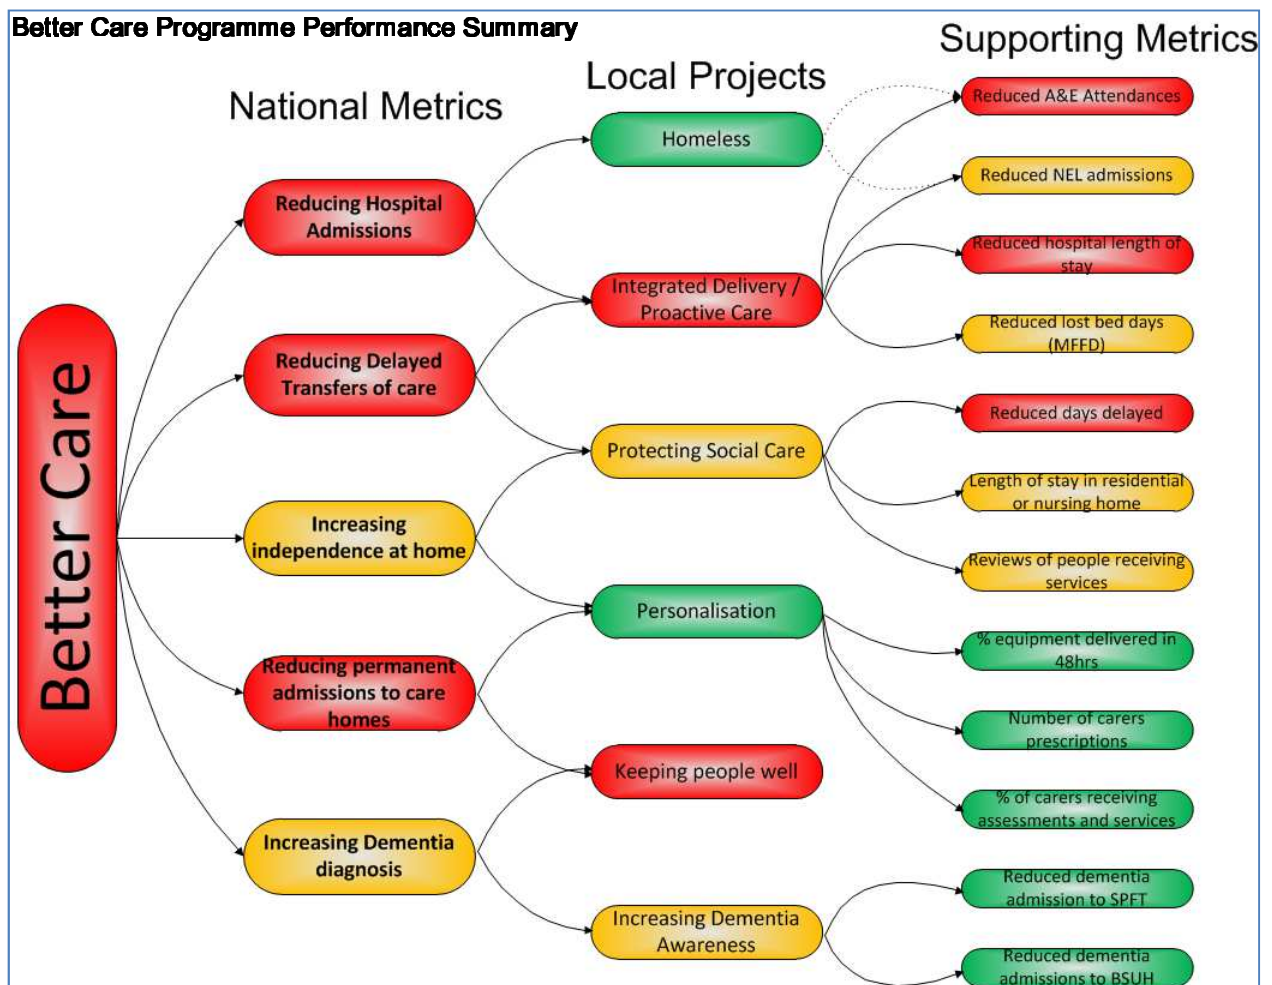 Better Care Programme Performance Summary
Supporting Metrics
Local Projects
National Metrics
Better Care
Reducing Hospital
Admissions
Reducing Delayed
Transfers of care
Increasing
independence at home
Reducing permanent
admissions to care
homes
Increasing Dementia
diagnosis
Homeless
Integrated Delivery /
Proactive Care
Protecting Social Care
Personalisation
Keeping people well
Increasing Dementia
Awareness
Reduced A&E Attendances
Reduced NEL admissions
Reduced hospital length of
stay
Reduced lost bed days
(MFFD)
Reduced days delayed
Length of stay in residential
or nursing home
Reviews of people receiving
services
% equipment delivered in
48hrs
Number of carers
prescriptions
% of carers receiving
assessments and services
Reduced dementia
admission to SPFT
Reduced dementia
admissions to BSUH